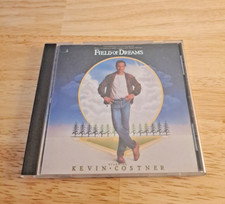 FIELD OF DREAMS
KEVIN·COSTNER